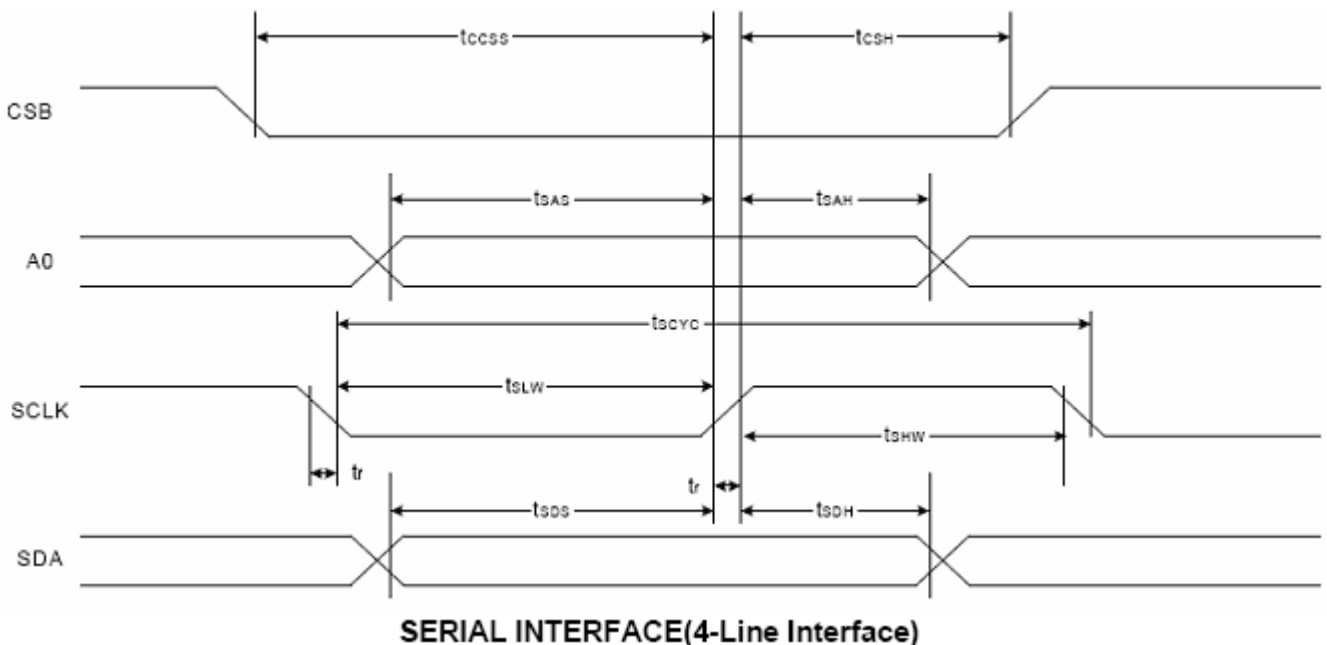 tCCSS tCSH
CSB
tSAS tSAH
A0
tSCYC
tSLW
SCLK
tSHW
tr tr
tSDS tSDH
SDA
SERIAL INTERFACE(4-Line Interface)